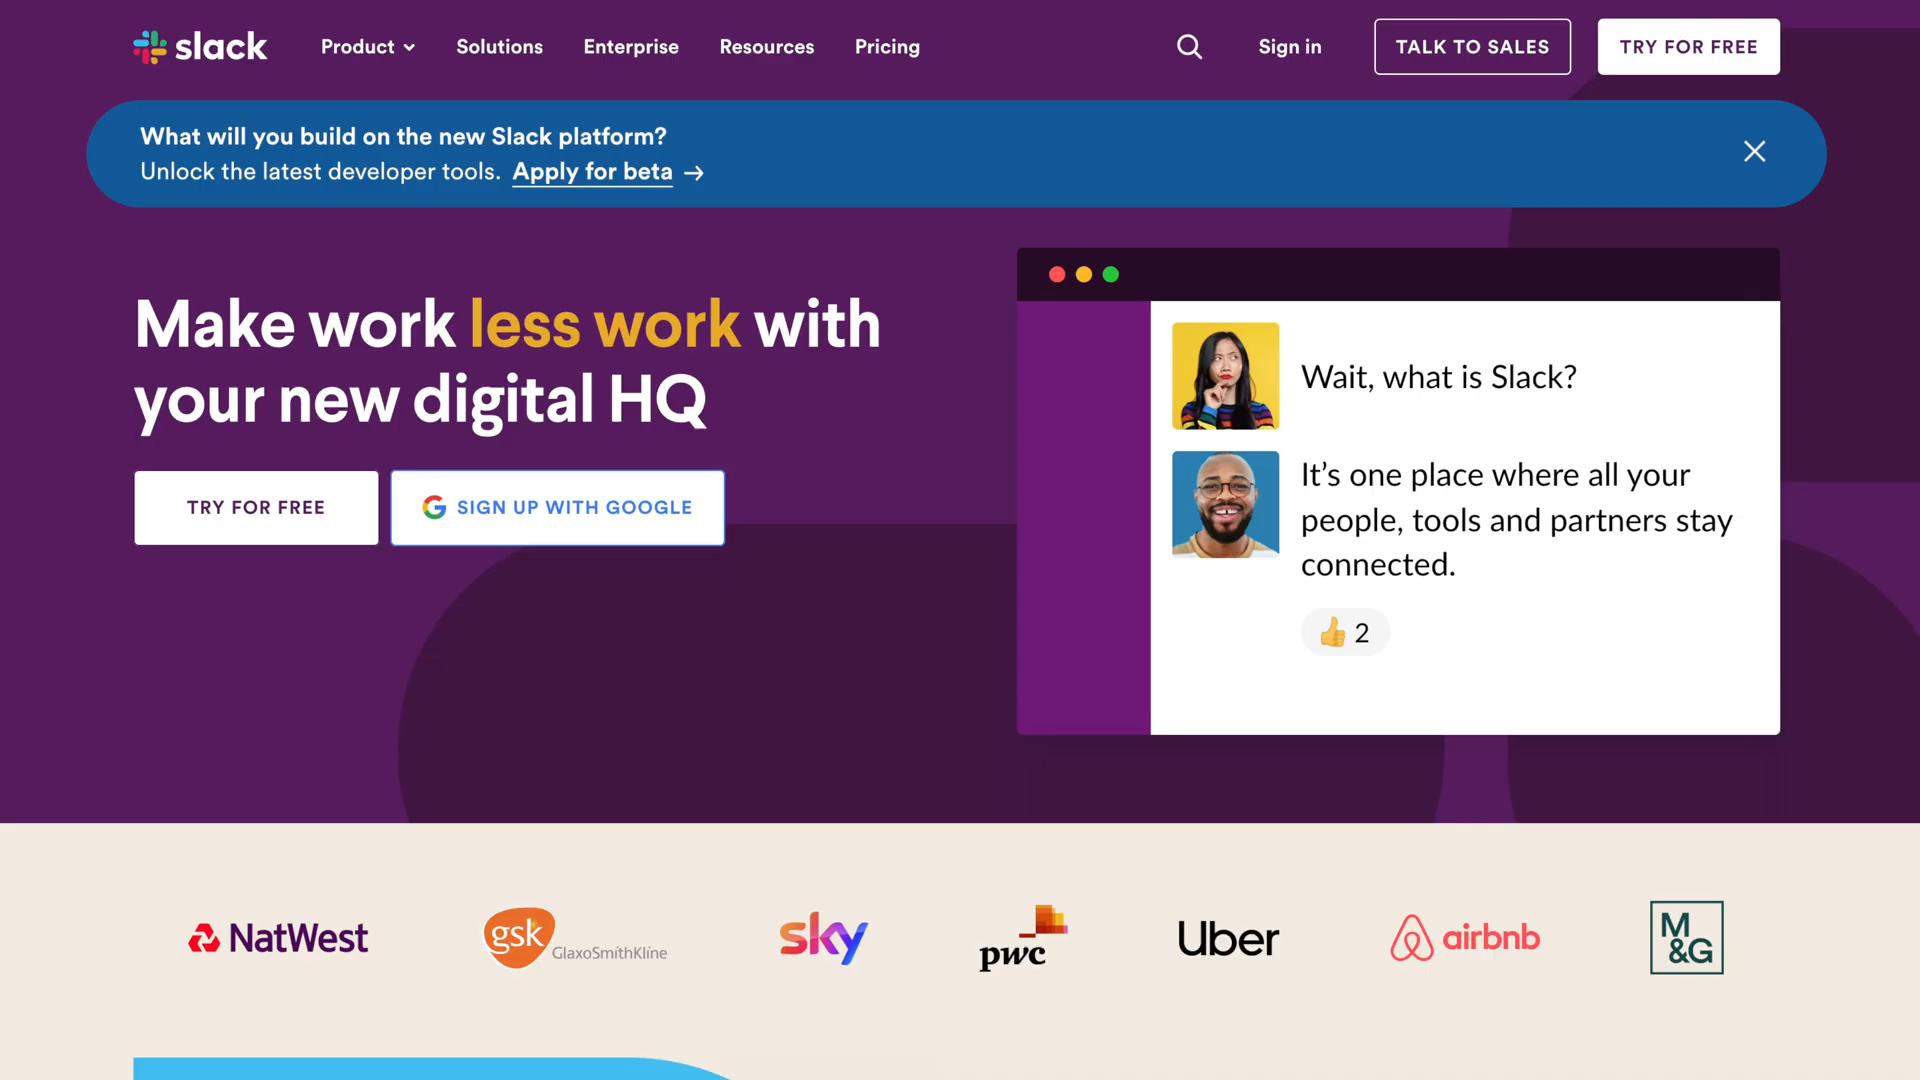 slack
Product
Solutions
Enterprise
Resources
Pricing
Sign in
TALK TO SALES
TRY FOR FREE
What will you build on the new Slack platform?
Unlock the latest developer tools. Apply for beta →
Make work less work with
your new digital HQ
TRY FOR FREE
SIGN UP WITH GOOGLE
Wait, what is Slack?
It’s one place where all your
people, tools and partners stay
connected.
👍 2
NatWest
gsk
GlaxoSmithKline
sky
pwc
Uber
airbnb
M
&G